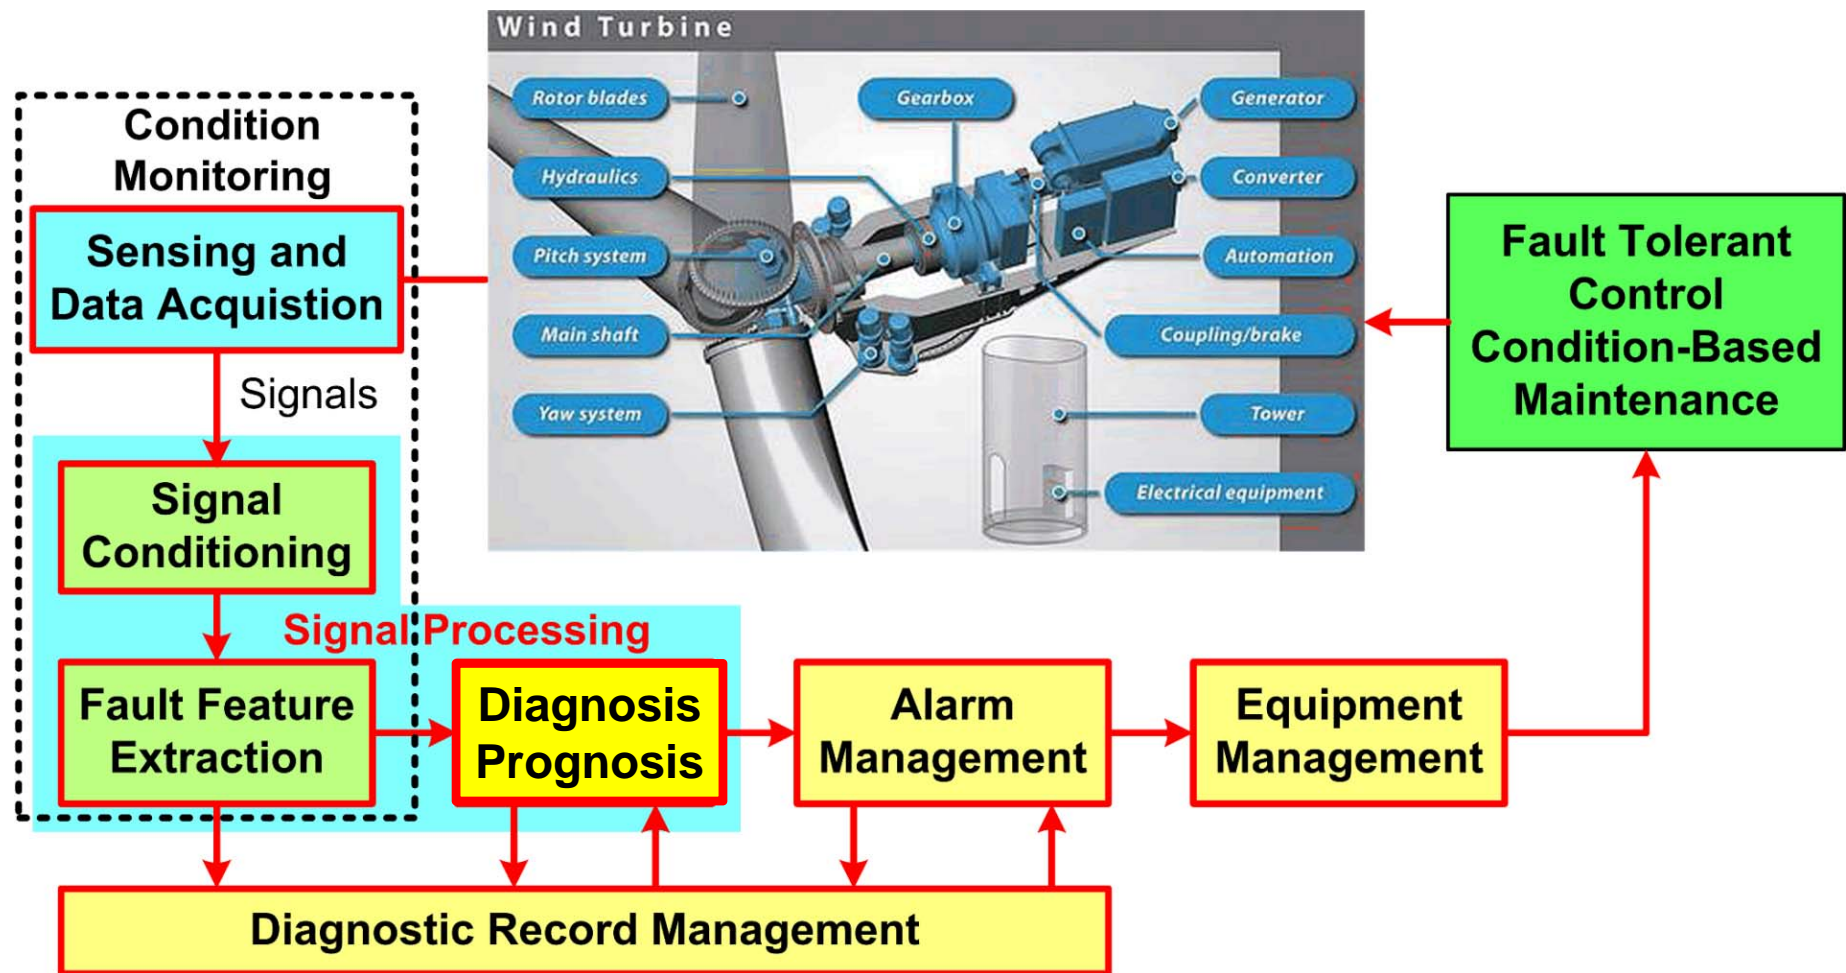 Wind Turbine
Condition
Monitoring
Sensing and
Data Acquistion
Signals
Signal
Conditioning
Signal Processing
Fault Feature
Extraction
Diagnosis
Prognosis
Alarm
Management
Equipment
Management
Diagnostic Record Management
Rotor blades
Hydraulics
Pitch system
Main shaft
Yaw system
Gearbox
Generator
Converter
Automation
Coupling/brake
Tower
Electrical equipment
Fault Tolerant
Control
Condition-Based
Maintenance